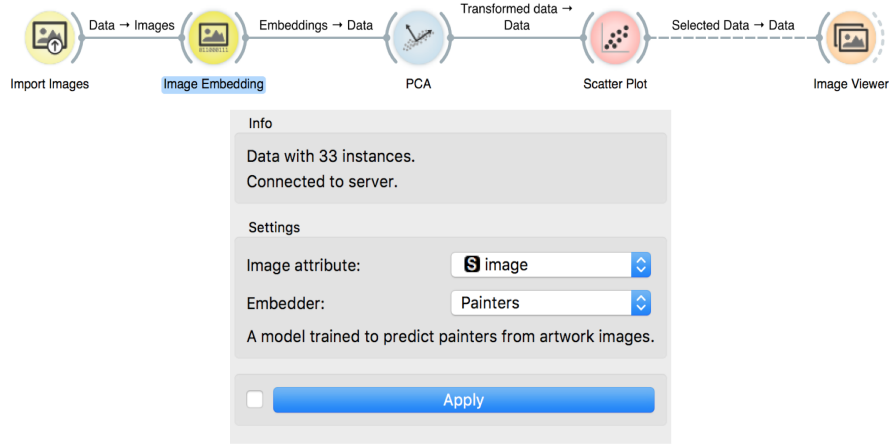 Data → Images
Embeddings → Data
Transformed data →
Data
Selected Data → Data
011000111
Import Images
Image Embedding
PCA
Scatter Plot
Image Viewer
Info
Data with 33 instances.
Connected to server.
Settings
Image attribute:
S image
Embedder:
Painters
A model trained to predict painters from artwork images.
Apply